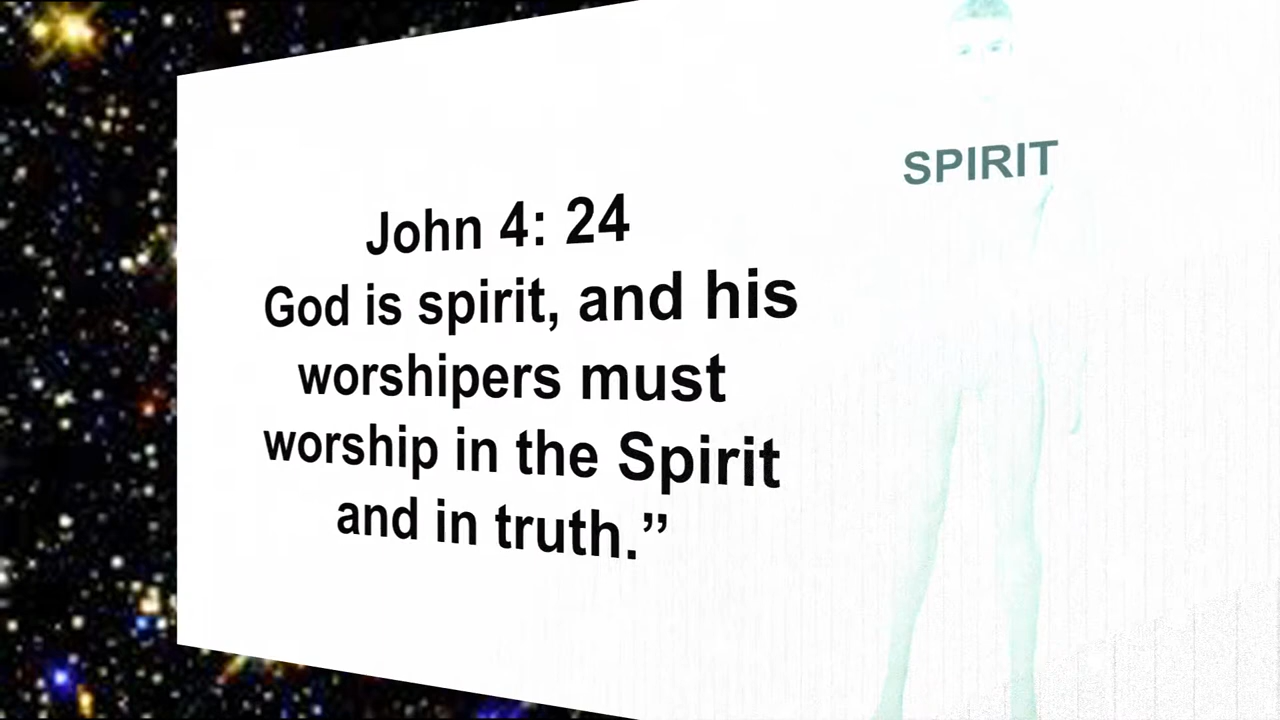 John 4: 24
God is spirit, and his
worshipers must
worship in the Spirit
and in truth.”
SPIRIT